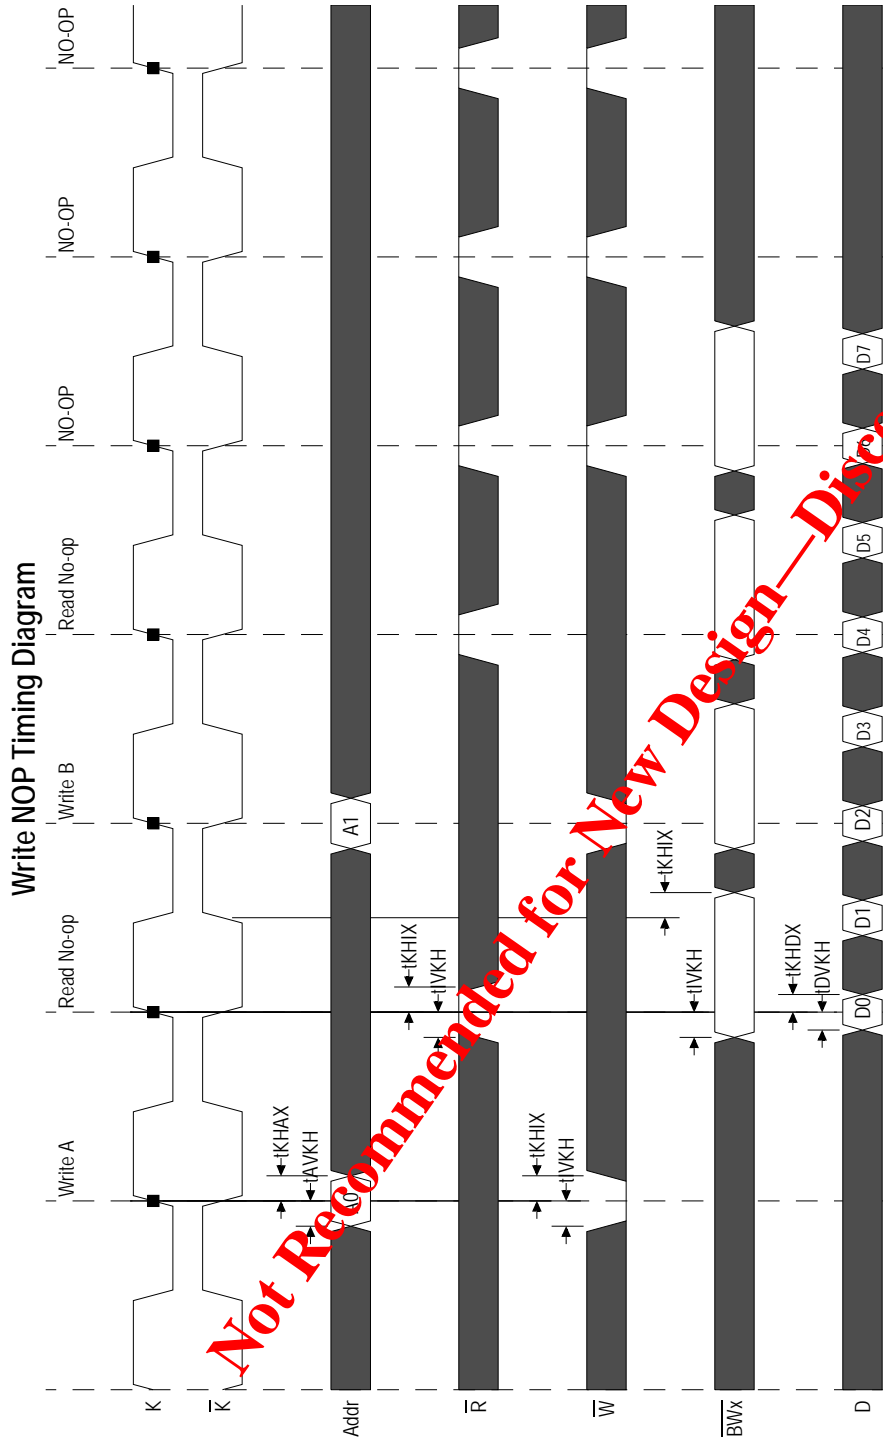 Write NOP Timing Diagram
Write A
Read No-op
Write B
Read No-op
NO-OP
NO-OP
NO-OP
K
K
Addr
A0
A1
tKHAX
tAVKH
R
tKHIX
tIVKH
W
tKHIX
tIVKH
BWx
tKHIX
tIVKH
D
tKHDX
tDVKH
D0
D1
D2
D3
D4
D5
D7
Not Recommended for New Design—Disco